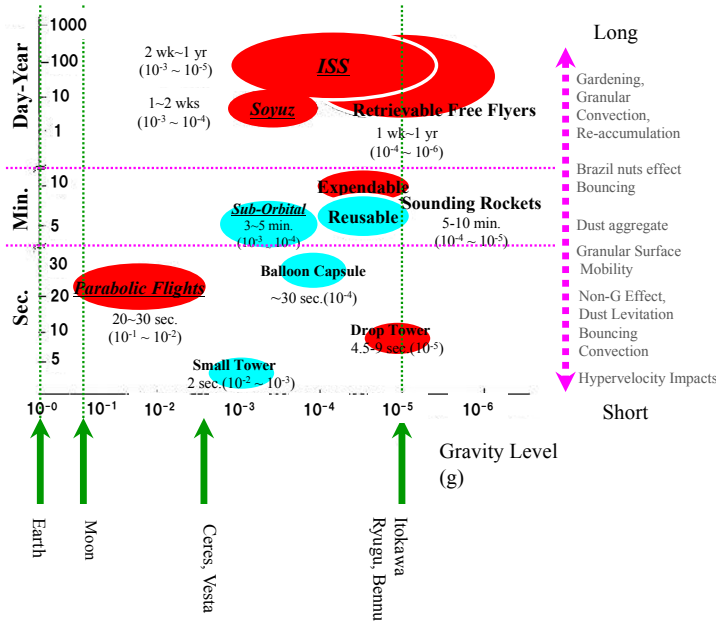 Long
1000
2 wk~1 yr
(10⁻³ ~ 10⁻⁵)
ISS
100
Day-Year
Gardening,
Granular
Convection,
Re-accumulation
10
1~2 wks
(10⁻³ ~ 10⁻⁴)
Soyuz
Retrievable Free Flyers
1
1 wk~1 yr
(10⁻⁴ ~ 10⁻⁶)
Brazil nuts effect
Bouncing
10
Expendable
Min.
Sub-Orbital
3~5 min.
(10⁻³ ~ 10⁻⁴)
Reusable
Sounding Rockets
5-10 min.
(10⁻⁴ ~ 10⁻⁵)
5
Dust aggregate
Granular Surface
Mobility
30
Balloon Capsule
~30 sec.(10⁻⁴)
Sec.
Parabolic Flights
20
20~30 sec.
(10⁻¹ ~ 10⁻²)
Non-G Effect,
Dust Levitation
Bouncing
Convection
10
Drop Tower
4.5-9 sec.(10⁻⁵)
5
Small Tower
2 sec.(10⁻² ~ 10⁻³)
Hypervelocity Impacts
10⁻⁰
10⁻¹
10⁻²
10⁻³
10⁻⁴
10⁻⁵
10⁻⁶
Short
Gravity Level
(g)
Earth
Moon
Ceres, Vesta
Itokawa
Ryugu, Bennu